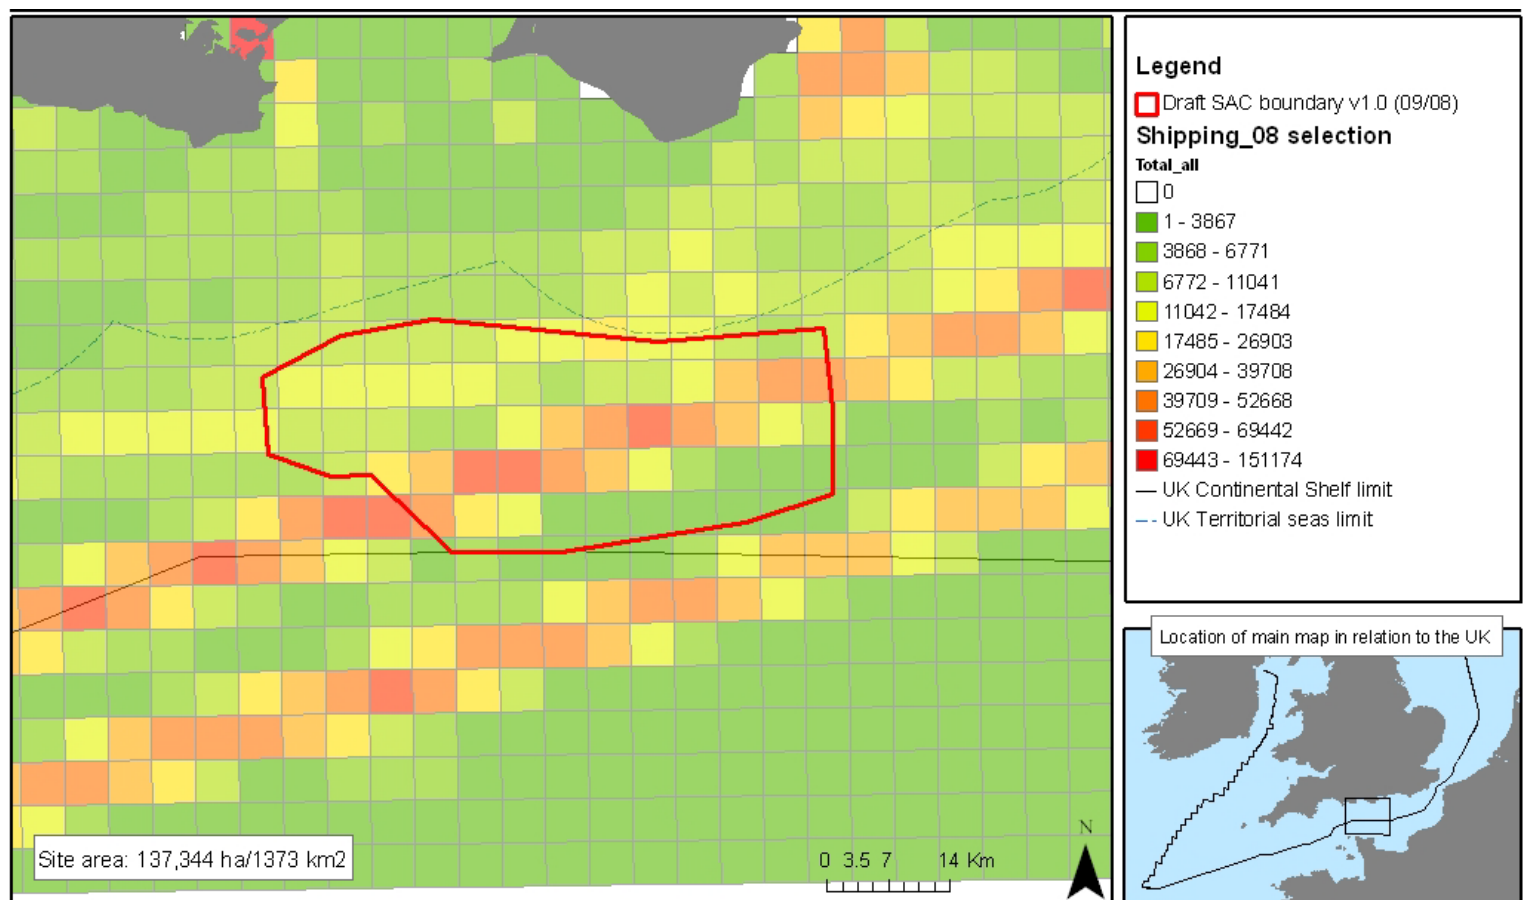 Legend
Draft SAC boundary v1.0 (09/08)
Shipping_08 selection
Total_all
0
1 - 3867
3868 - 6771
6772 - 11041
11042 - 17484
17485 - 26903
26904 - 39708
39709 - 52668
52669 - 69442
69443 - 151174
UK Continental Shelf limit
UK Territorial seas limit
Location of main map in relation to the UK
Site area: 137,344 ha/1373 km2
0 3.5 7 14 Km
N